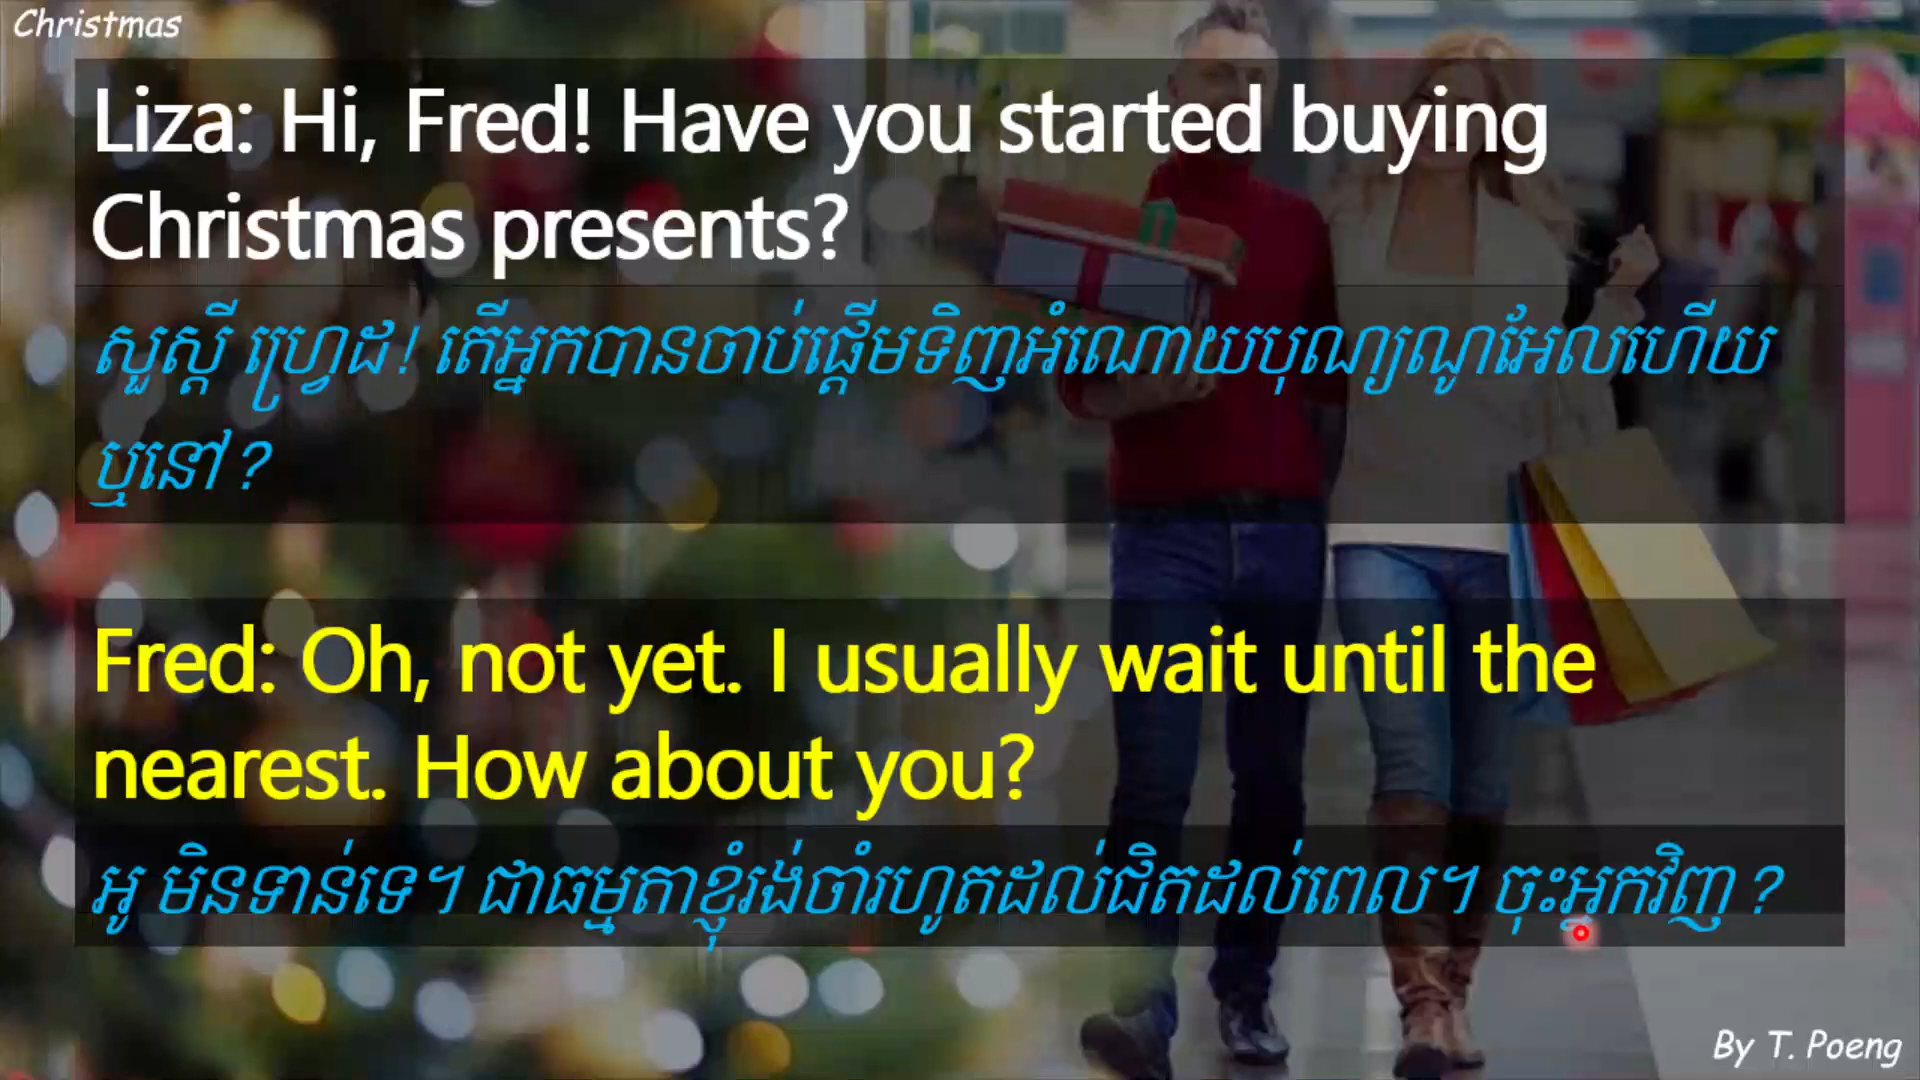 Christmas
Liza: Hi, Fred! Have you started buying
Christmas presents?
សួស្តី ហ្វ្រេដ! តើអ្នកបានចាប់ផ្តើមទិញអំណោយបុណ្យណូអែលហើយ
ឬនៅ?
Fred: Oh, not yet. I usually wait until the
nearest. How about you?
អូ មិនទាន់ទេ។ ជាធម្មតាខ្ញុំរង់ចាំរហូតដល់ជិតដល់ពេល។ ចុះអ្នកវិញ?
By T. Poeng